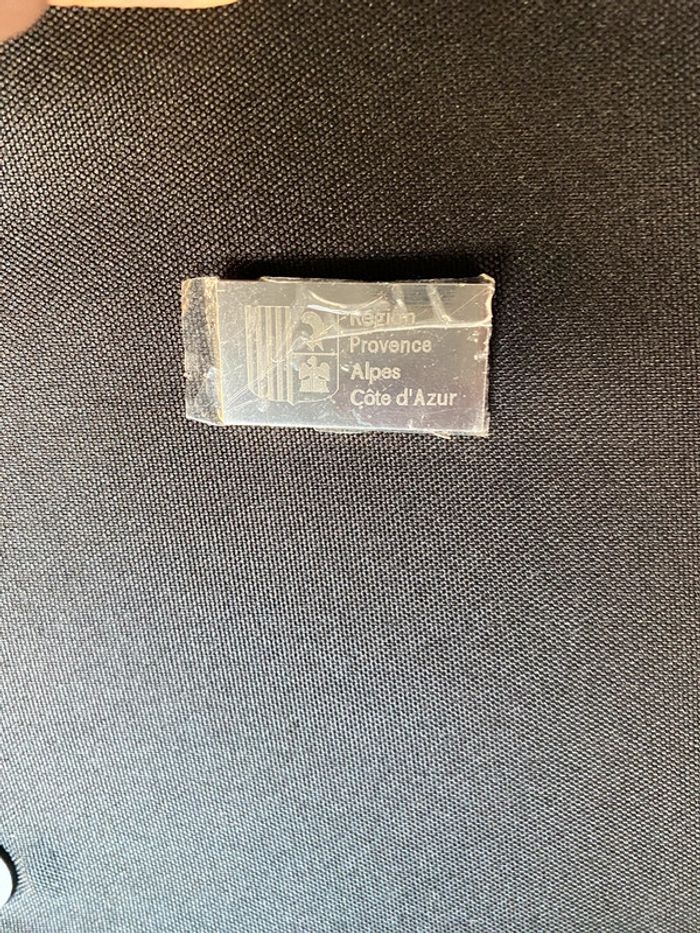 Région
Provence
Alpes
Côte d'Azur